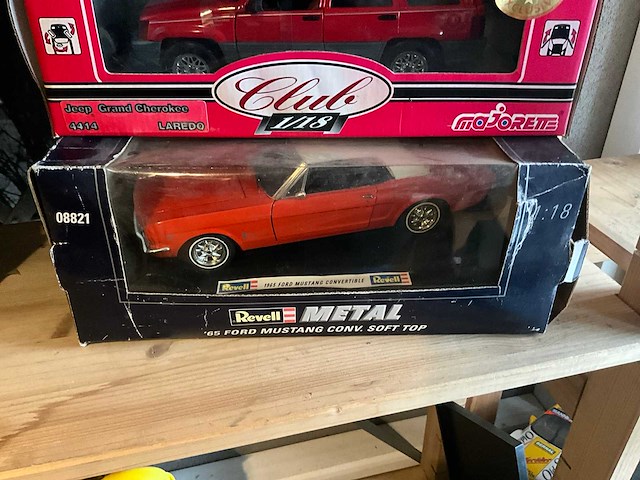 Club
1/18
Jeep Grand Cherokee
4414 LAREDO
MAJORETTE
08821
1:18
Revell 1965 FORD MUSTANG CONVERTIBLE Revell
Revell METAL
'65 FORD MUSTANG CONV. SOFT TOP